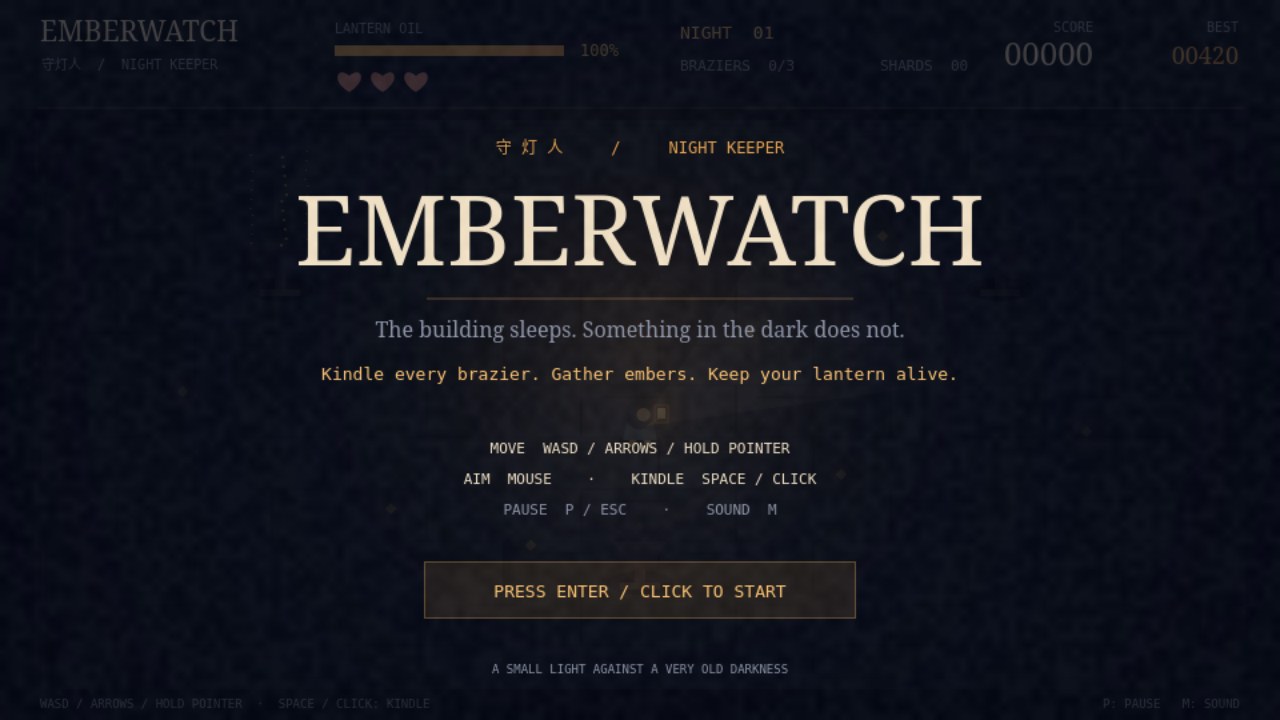 EMBERWATCH
守灯人 / NIGHT KEEPER
LANTERN OIL
100%
NIGHT 01
BRAZIERS 0/3 SHARDS 00
SCORE
00000
BEST
00420
守 灯 人 / NIGHT KEEPER
EMBERWATCH
The building sleeps. Something in the dark does not.
Kindle every brazier. Gather embers. Keep your lantern alive.
MOVE WASD / ARROWS / HOLD POINTER
AIM MOUSE · KINDLE SPACE / CLICK
PAUSE P / ESC · SOUND M
PRESS ENTER / CLICK TO START
A SMALL LIGHT AGAINST A VERY OLD DARKNESS
WASD / ARROWS / HOLD POINTER · SPACE / CLICK: KINDLE
P: PAUSE M: SOUND